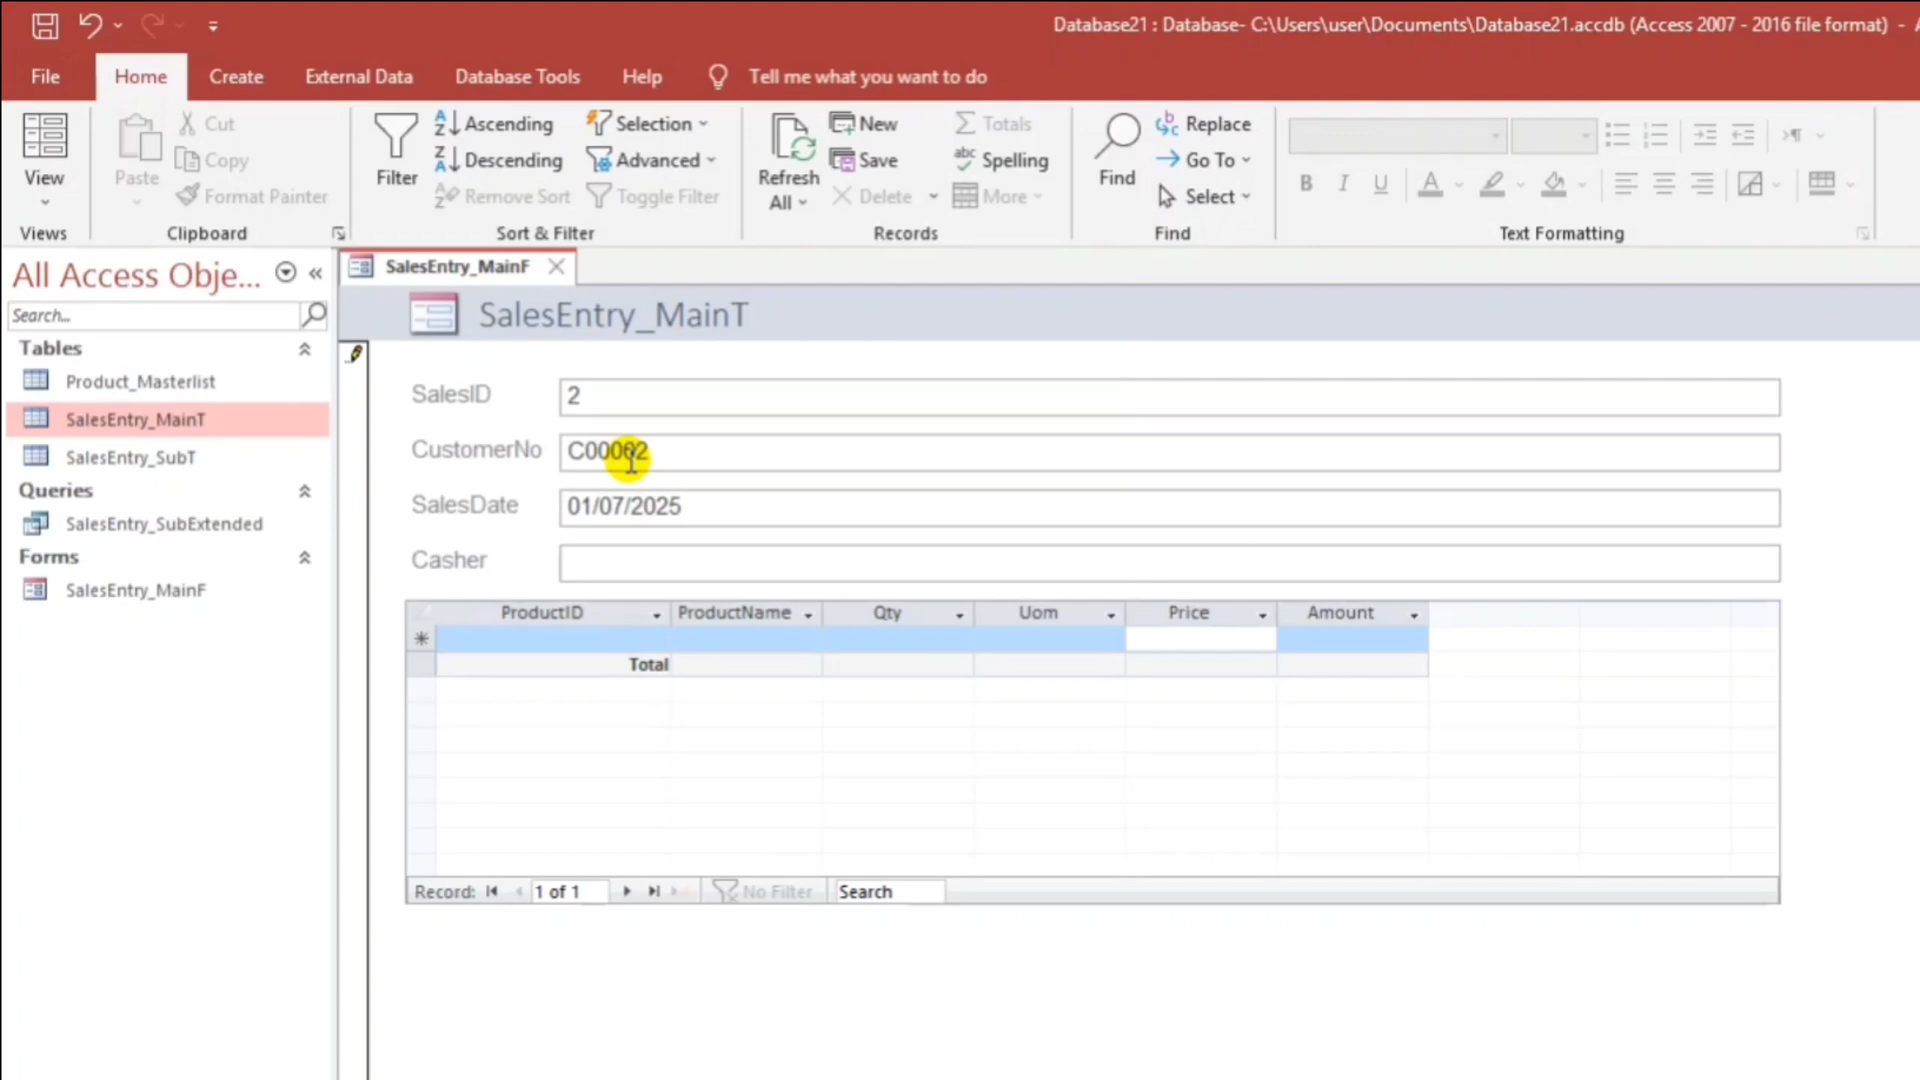 Database21 : Database- C:\Users\user\Documents\Database21.accdb (Access 2007 - 2016 file format) -
File Home Create External Data Database Tools Help Tell me what you want to do
View
Views
Paste
Cut
Copy
Format Painter
Clipboard
Filter
Ascending
Descending
Remove Sort
Selection
Advanced
Toggle Filter
Sort & Filter
Refresh
All
New
Save
Delete
Totals
Spelling
More
Records
Find
Replace
Go To
Select
Find
B I U A
Text Formatting
All Access Obje...
Search...
Tables
Product_Masterlist
SalesEntry_MainT
SalesEntry_SubT
Queries
SalesEntry_SubExtended
Forms
SalesEntry_MainF
SalesEntry_MainF
SalesEntry_MainT
SalesID 2
CustomerNo C00002
SalesDate 01/07/2025
Casher
ProductID ProductName Qty Uom Price Amount
Total
Record: 1 of 1 No Filter Search